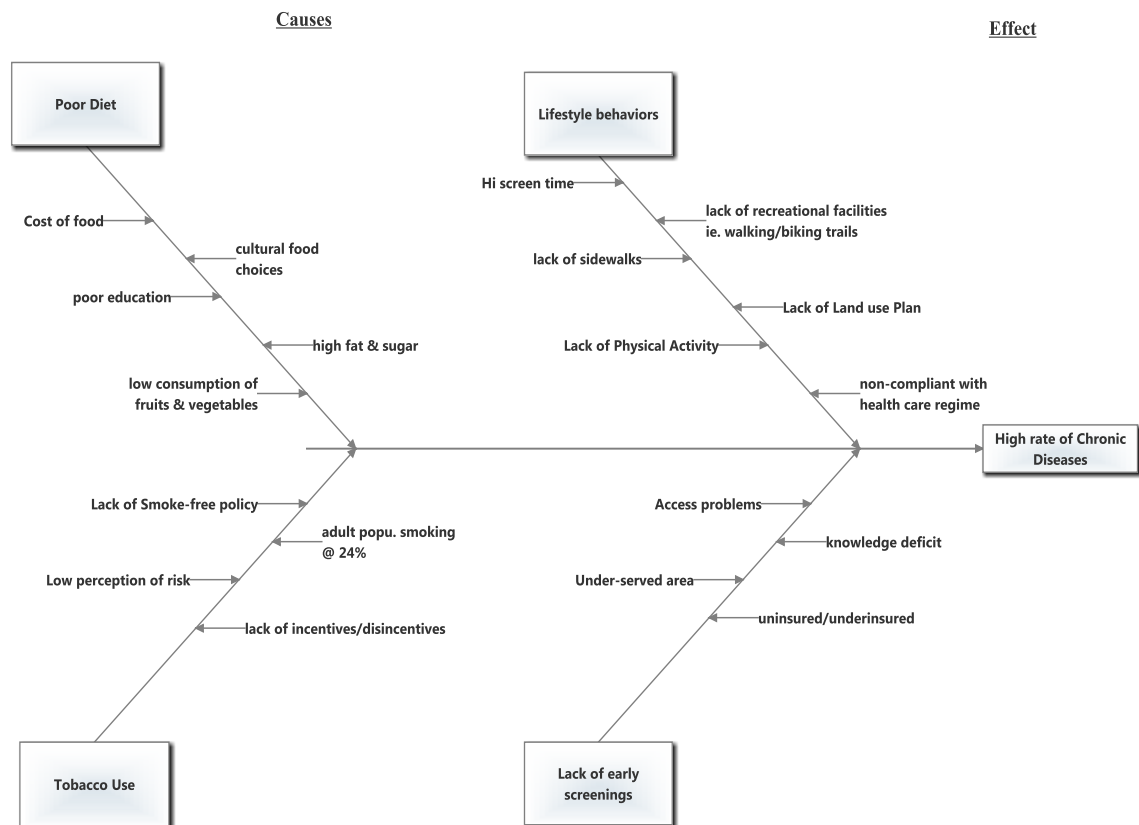 Causes
Effect
Poor Diet
Cost of food
cultural food
choices
poor education
high fat & sugar
low consumption of
fruits & vegetables
Lifestyle behaviors
Hi screen time
lack of recreational facilities
ie. walking/biking trails
lack of sidewalks
Lack of Land use Plan
Lack of Physical Activity
non-compliant with
health care regime
High rate of Chronic
Diseases
Lack of Smoke-free policy
adult popu. smoking
@ 24%
Low perception of risk
lack of incentives/disincentives
Tobacco Use
Access problems
knowledge deficit
Under-served area
uninsured/underinsured
Lack of early
screenings